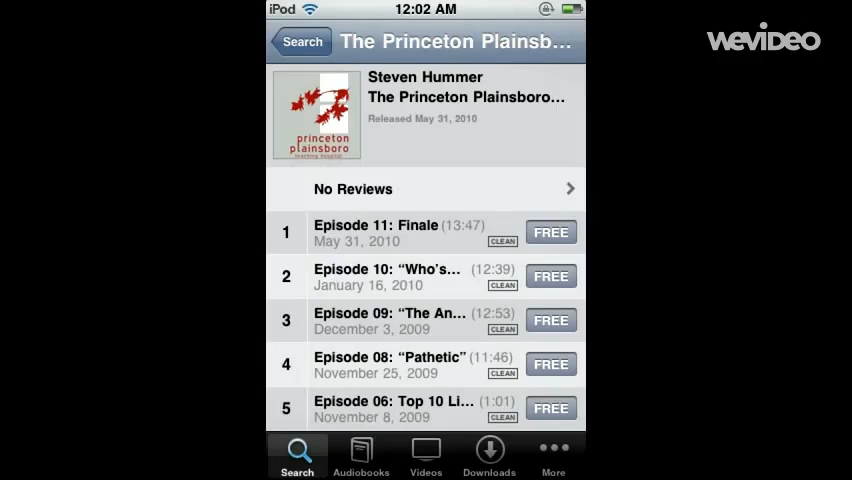 iPod 12:02 AM
Search The Princeton Plainsb...
WEVIDEO
Steven Hummer
The Princeton Plainsboro...
Released May 31, 2010
princeton
plainsboro
teaching hospital
No Reviews
1 Episode 11: Finale (13:47)
May 31, 2010 CLEAN FREE
2 Episode 10: “Who's... (12:39)
January 16, 2010 CLEAN FREE
3 Episode 09: “The An... (12:53)
December 3, 2009 CLEAN FREE
4 Episode 08: “Pathetic” (11:46)
November 25, 2009 CLEAN FREE
5 Episode 06: Top 10 Li... (1:01)
November 8, 2009 CLEAN FREE
Search Audiobooks Videos Downloads More